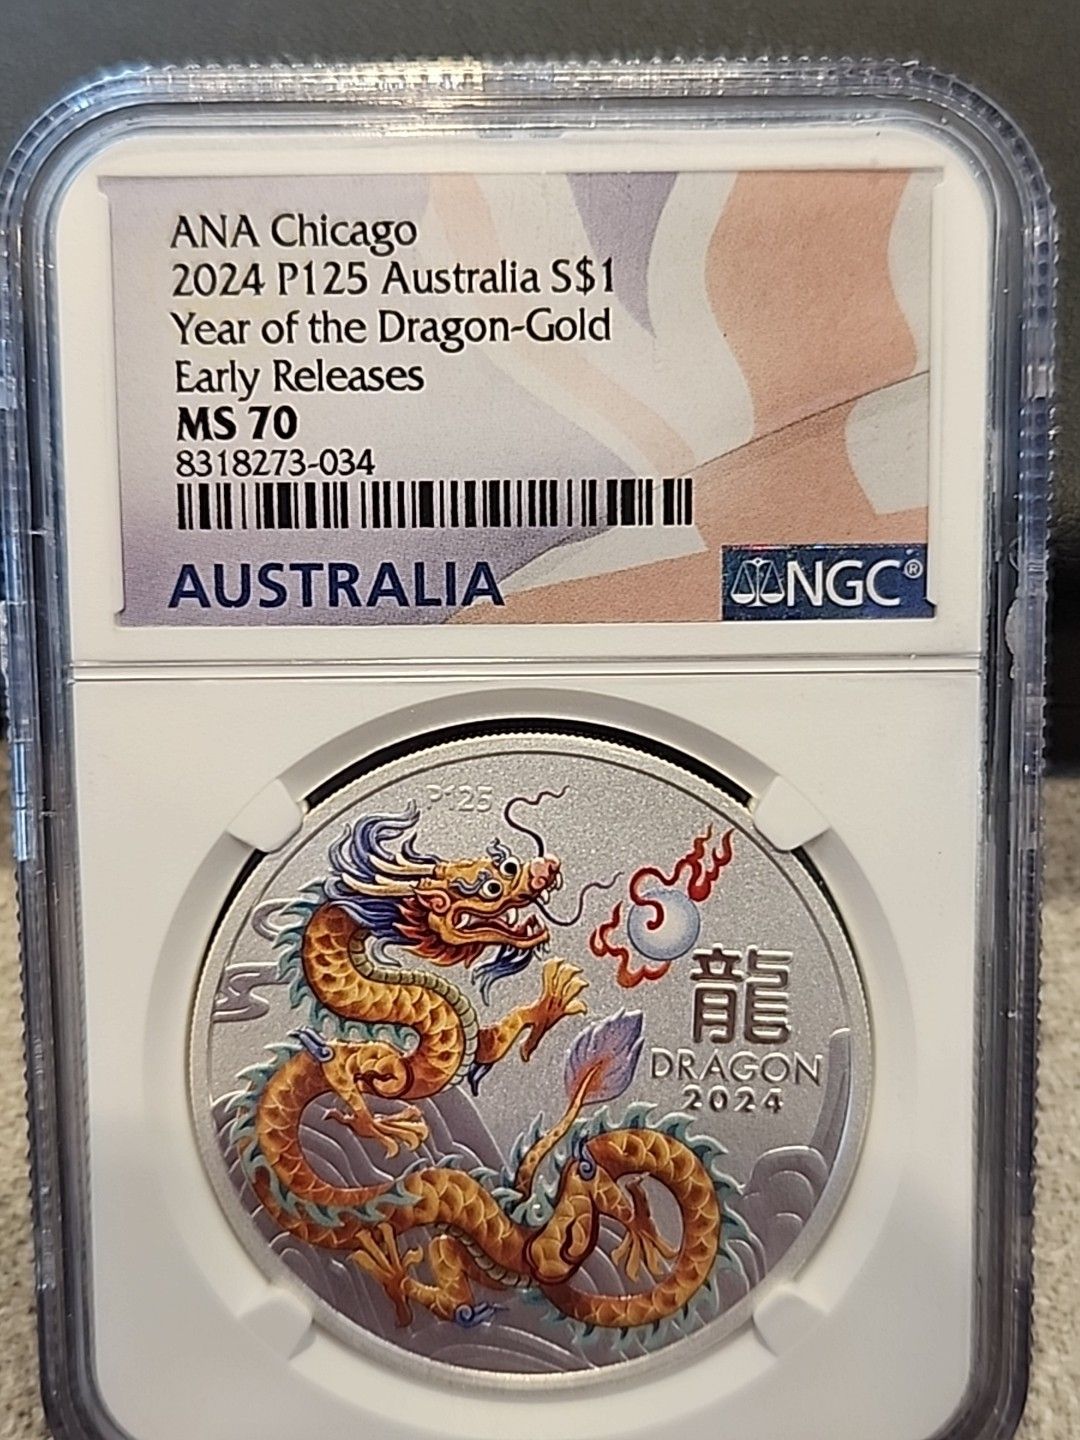 ANA Chicago
2024 P125 Australia S$1
Year of the Dragon-Gold
Early Releases
MS 70
8318273-034
AUSTRALIA
NGC®
P125
龍
DRAGON
2024